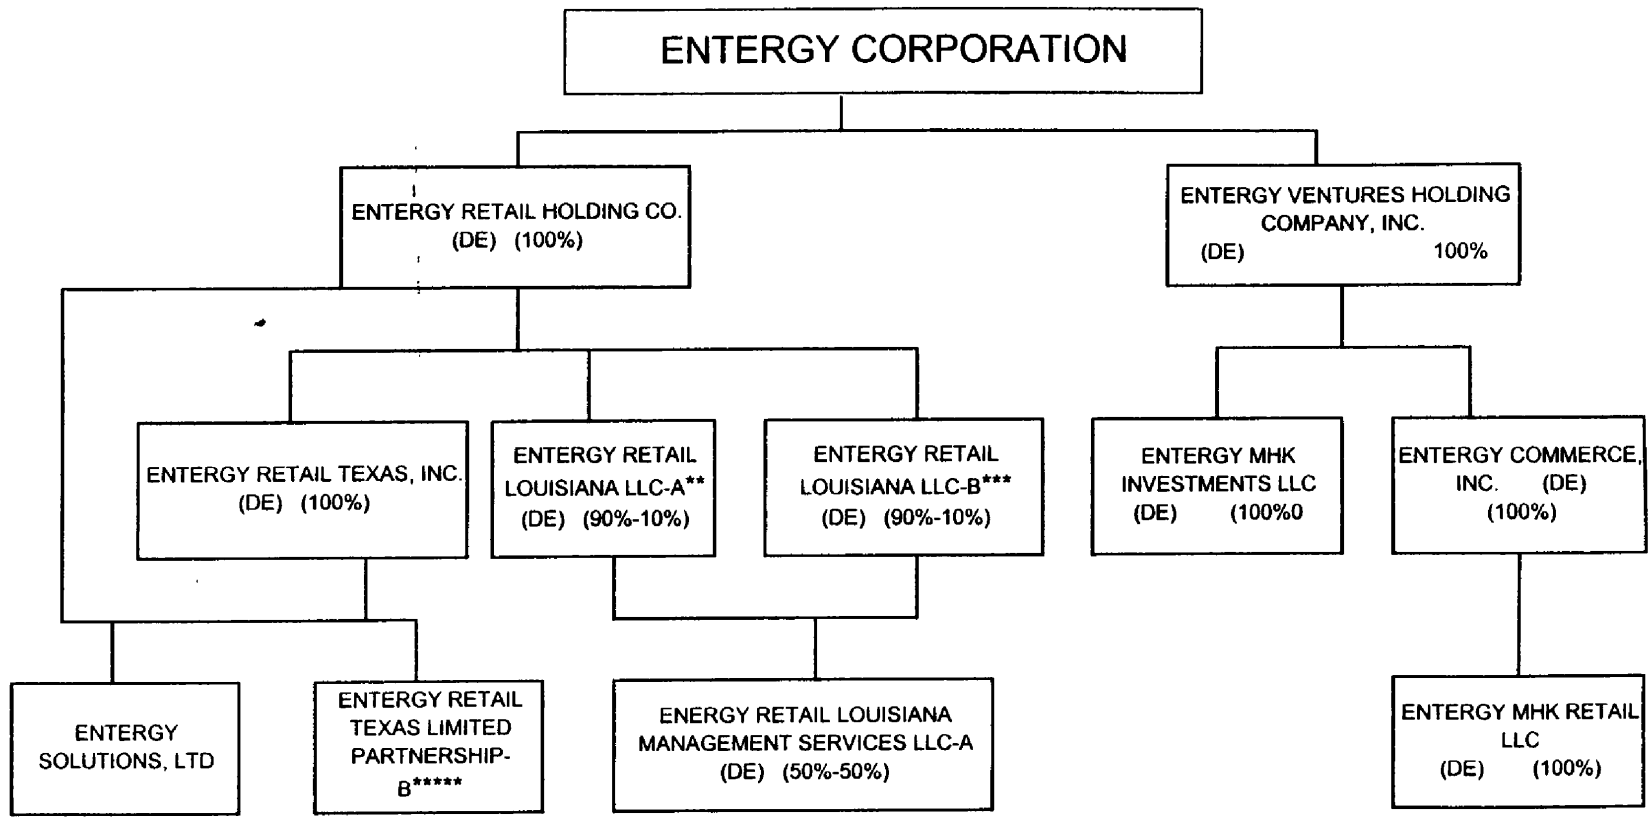 ENTERGY CORPORATION
ENTERGY RETAIL HOLDING CO.
(DE) (100%)
ENTERGY VENTURES HOLDING
COMPANY, INC.
(DE) 100%
ENTERGY RETAIL TEXAS, INC.
(DE) (100%)
ENTERGY RETAIL
LOUISIANA LLC-A**
(DE) (90%-10%)
ENTERGY RETAIL
LOUISIANA LLC-B***
(DE) (90%-10%)
ENTERGY MHK
INVESTMENTS LLC
(DE) (100%0
ENTERGY COMMERCE,
INC. (DE)
(100%)
ENTERGY
SOLUTIONS, LTD
ENTERGY RETAIL
TEXAS LIMITED
PARTNERSHIP-
B*****
ENERGY RETAIL LOUISIANA
MANAGEMENT SERVICES LLC-A
(DE) (50%-50%)
ENTERGY MHK RETAIL
LLC
(DE) (100%)